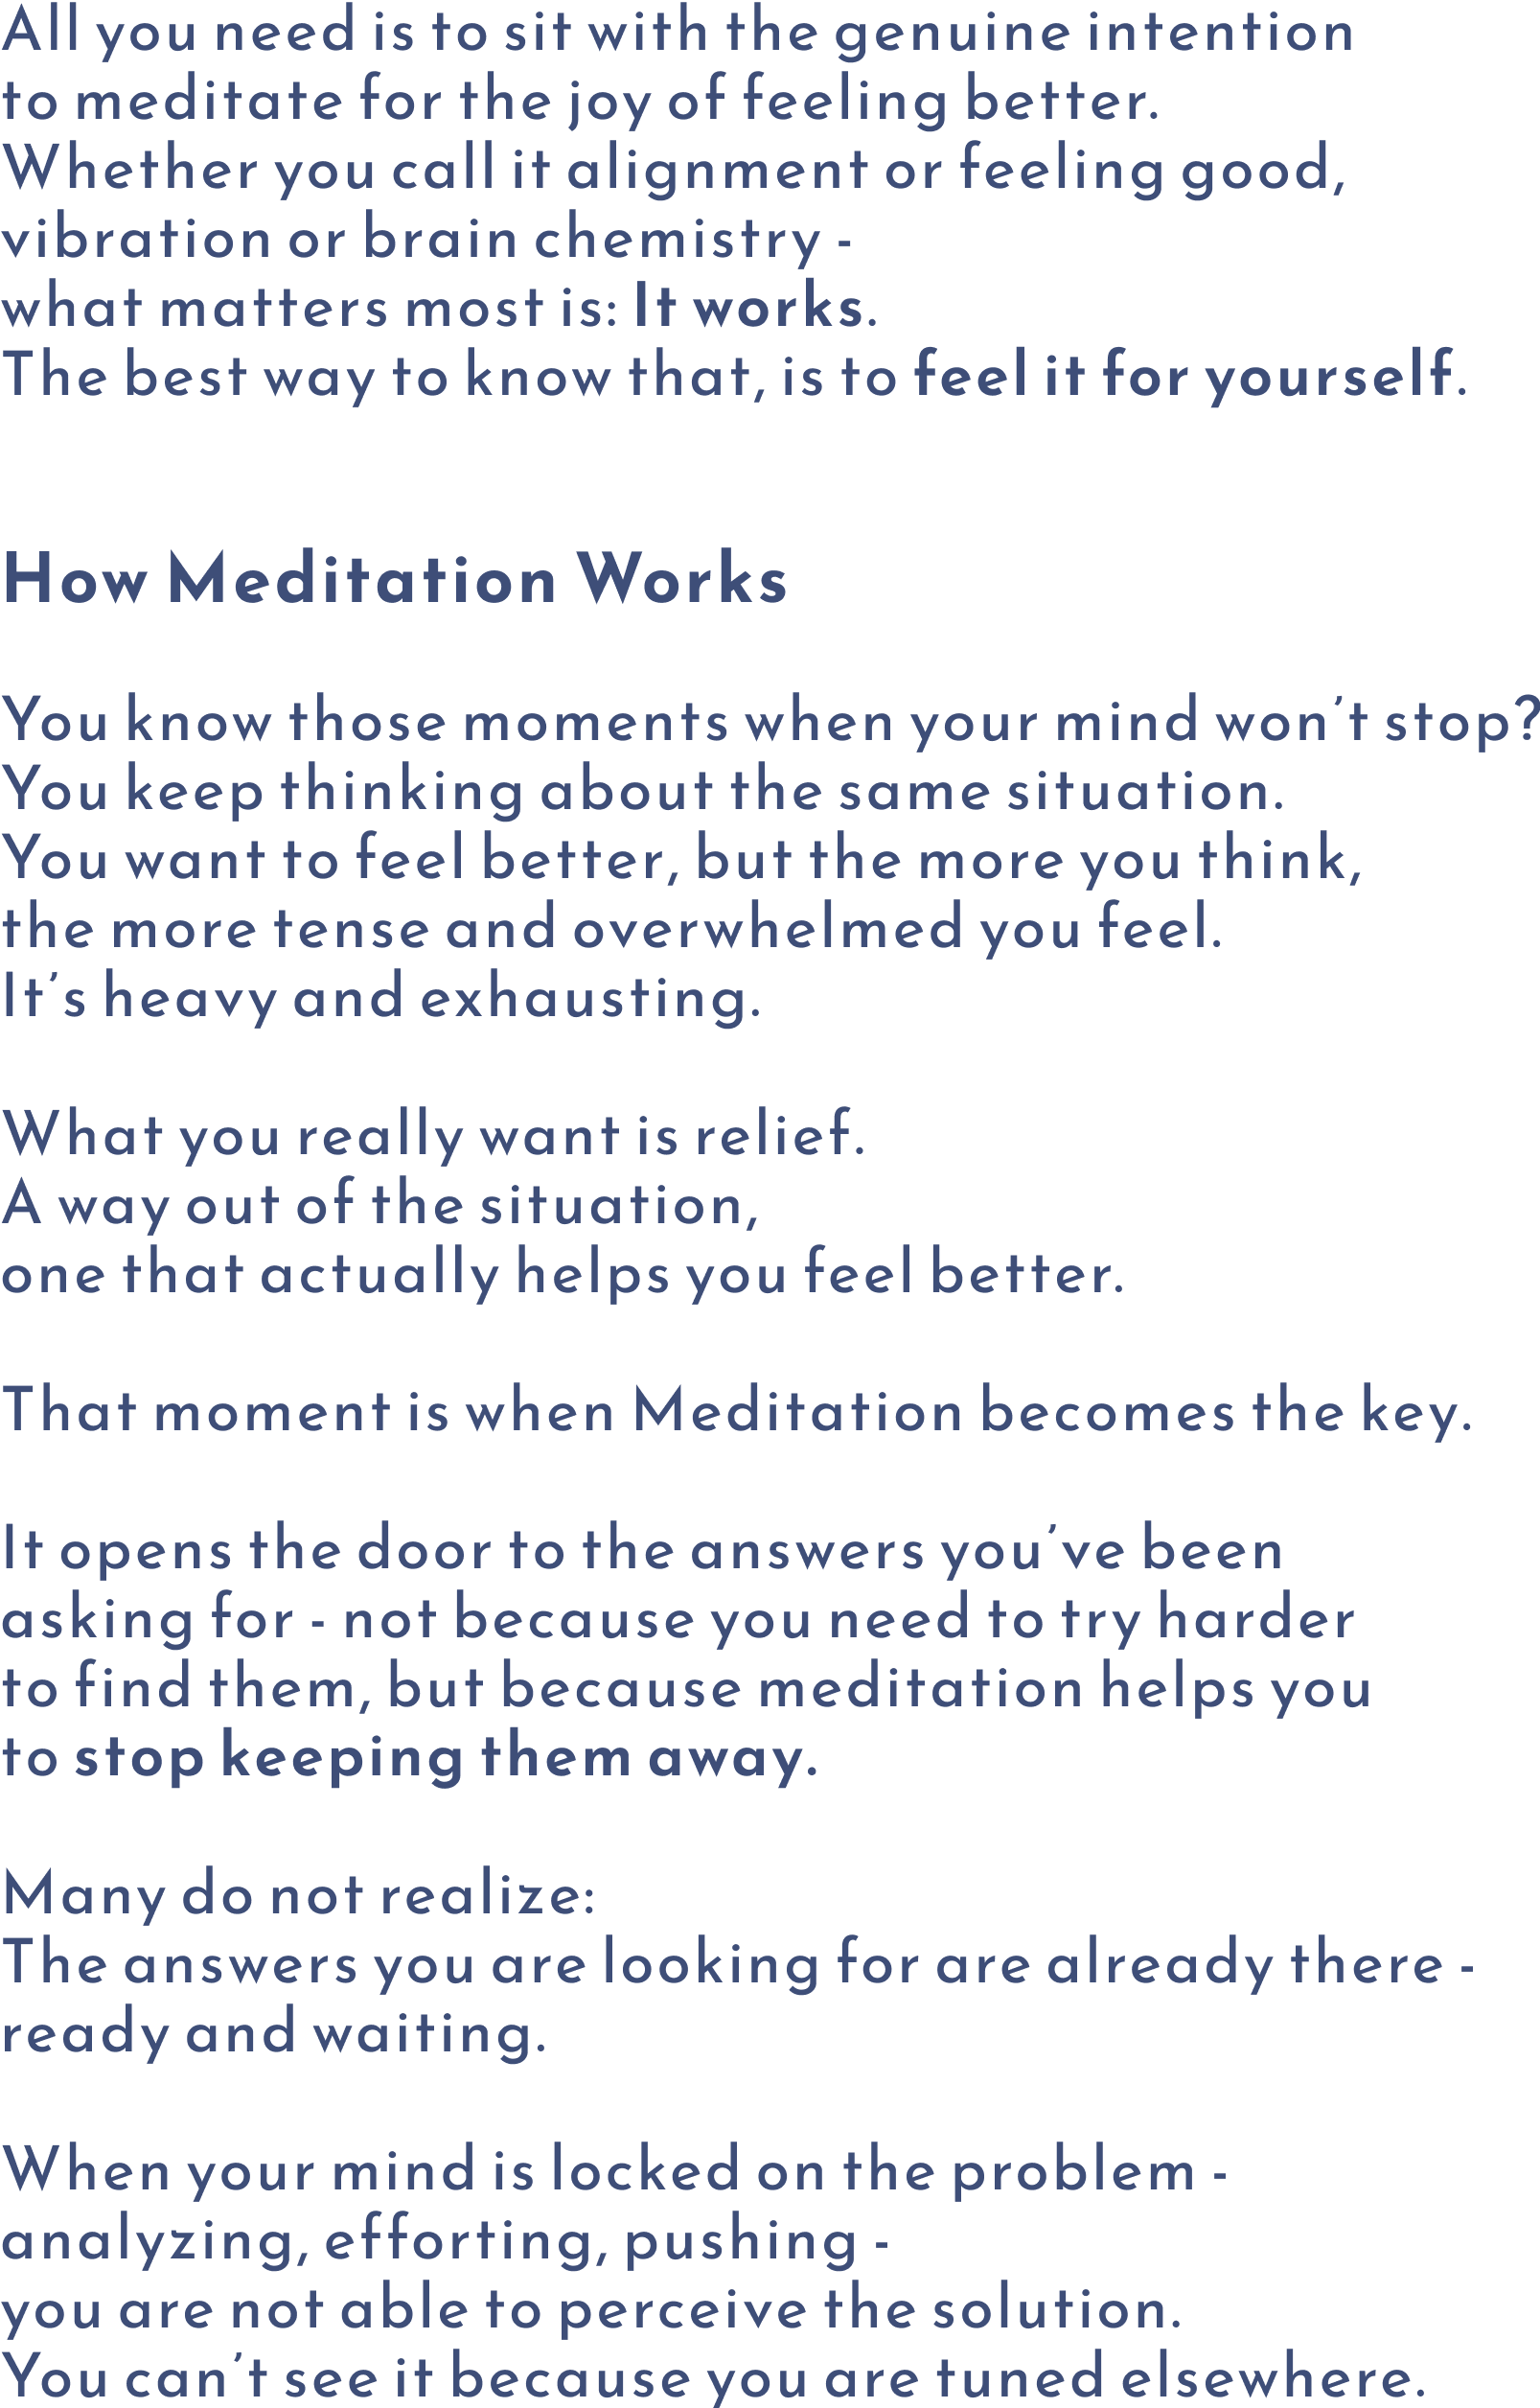 All you need is to sit with the genuine intention
to meditate for the joy of feeling better.
Whether you call it alignment or feeling good,
vibration or brain chemistry -
what matters most is: It works.
The best way to know that, is to feel it for yourself.
How Meditation Works
You know those moments when your mind won’t stop?
You keep thinking about the same situation.
You want to feel better, but the more you think,
the more tense and overwhelmed you feel.
It’s heavy and exhausting.
What you really want is relief.
A way out of the situation,
one that actually helps you feel better.
That moment is when Meditation becomes the key.
It opens the door to the answers you’ve been
asking for - not because you need to try harder
to find them, but because meditation helps you
to stop keeping them away.
Many do not realize:
The answers you are looking for are already there -
ready and waiting.
When your mind is locked on the problem -
analyzing, efforting, pushing -
you are not able to perceive the solution.
You can’t see it because you are tuned elsewhere.